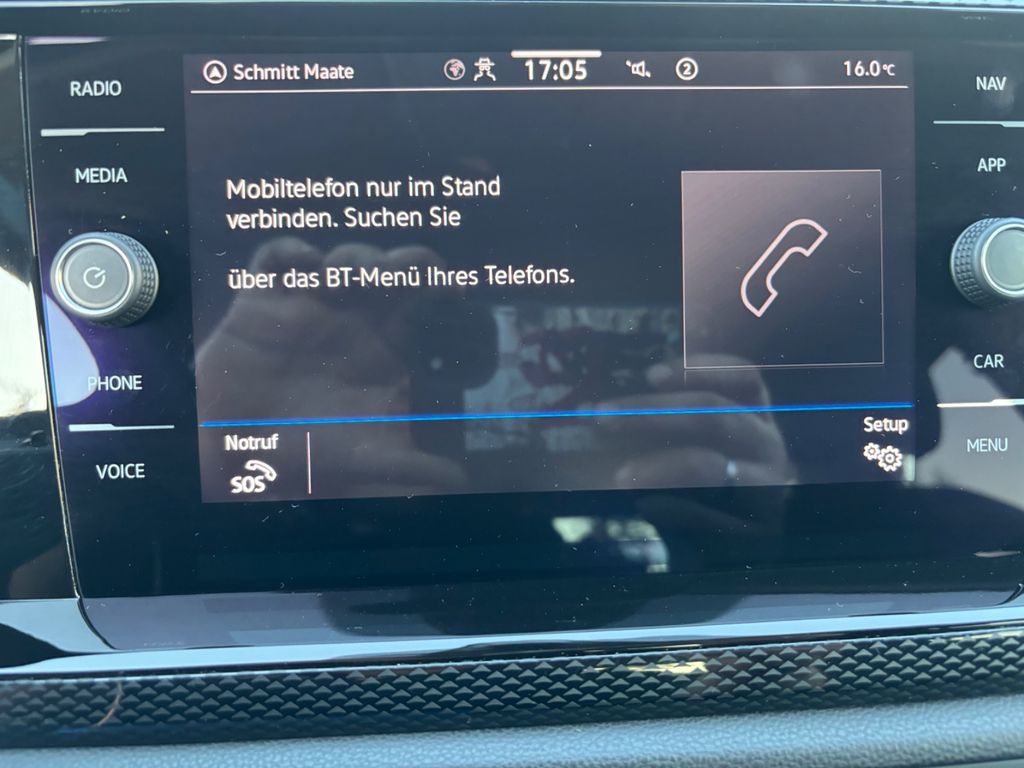 RADIO
MEDIA
PHONE
VOICE
Schmitt Maate
17:05
2
16.0°C
Mobiltelefon nur im Stand
verbinden. Suchen Sie
über das BT-Menü Ihres Telefons.
Notruf
SOS
Setup
NAV
APP
CAR
MENU